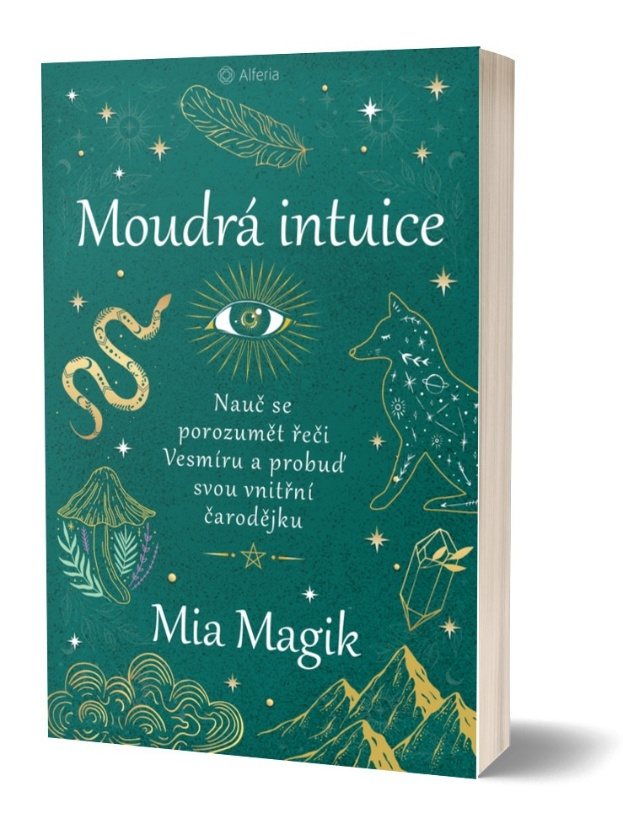 Alferia
Moudrá intuice
Nauč se
porozumět řeči
Vesmíru a probuď
svou vnitřní
čarodějku
Mia Magik